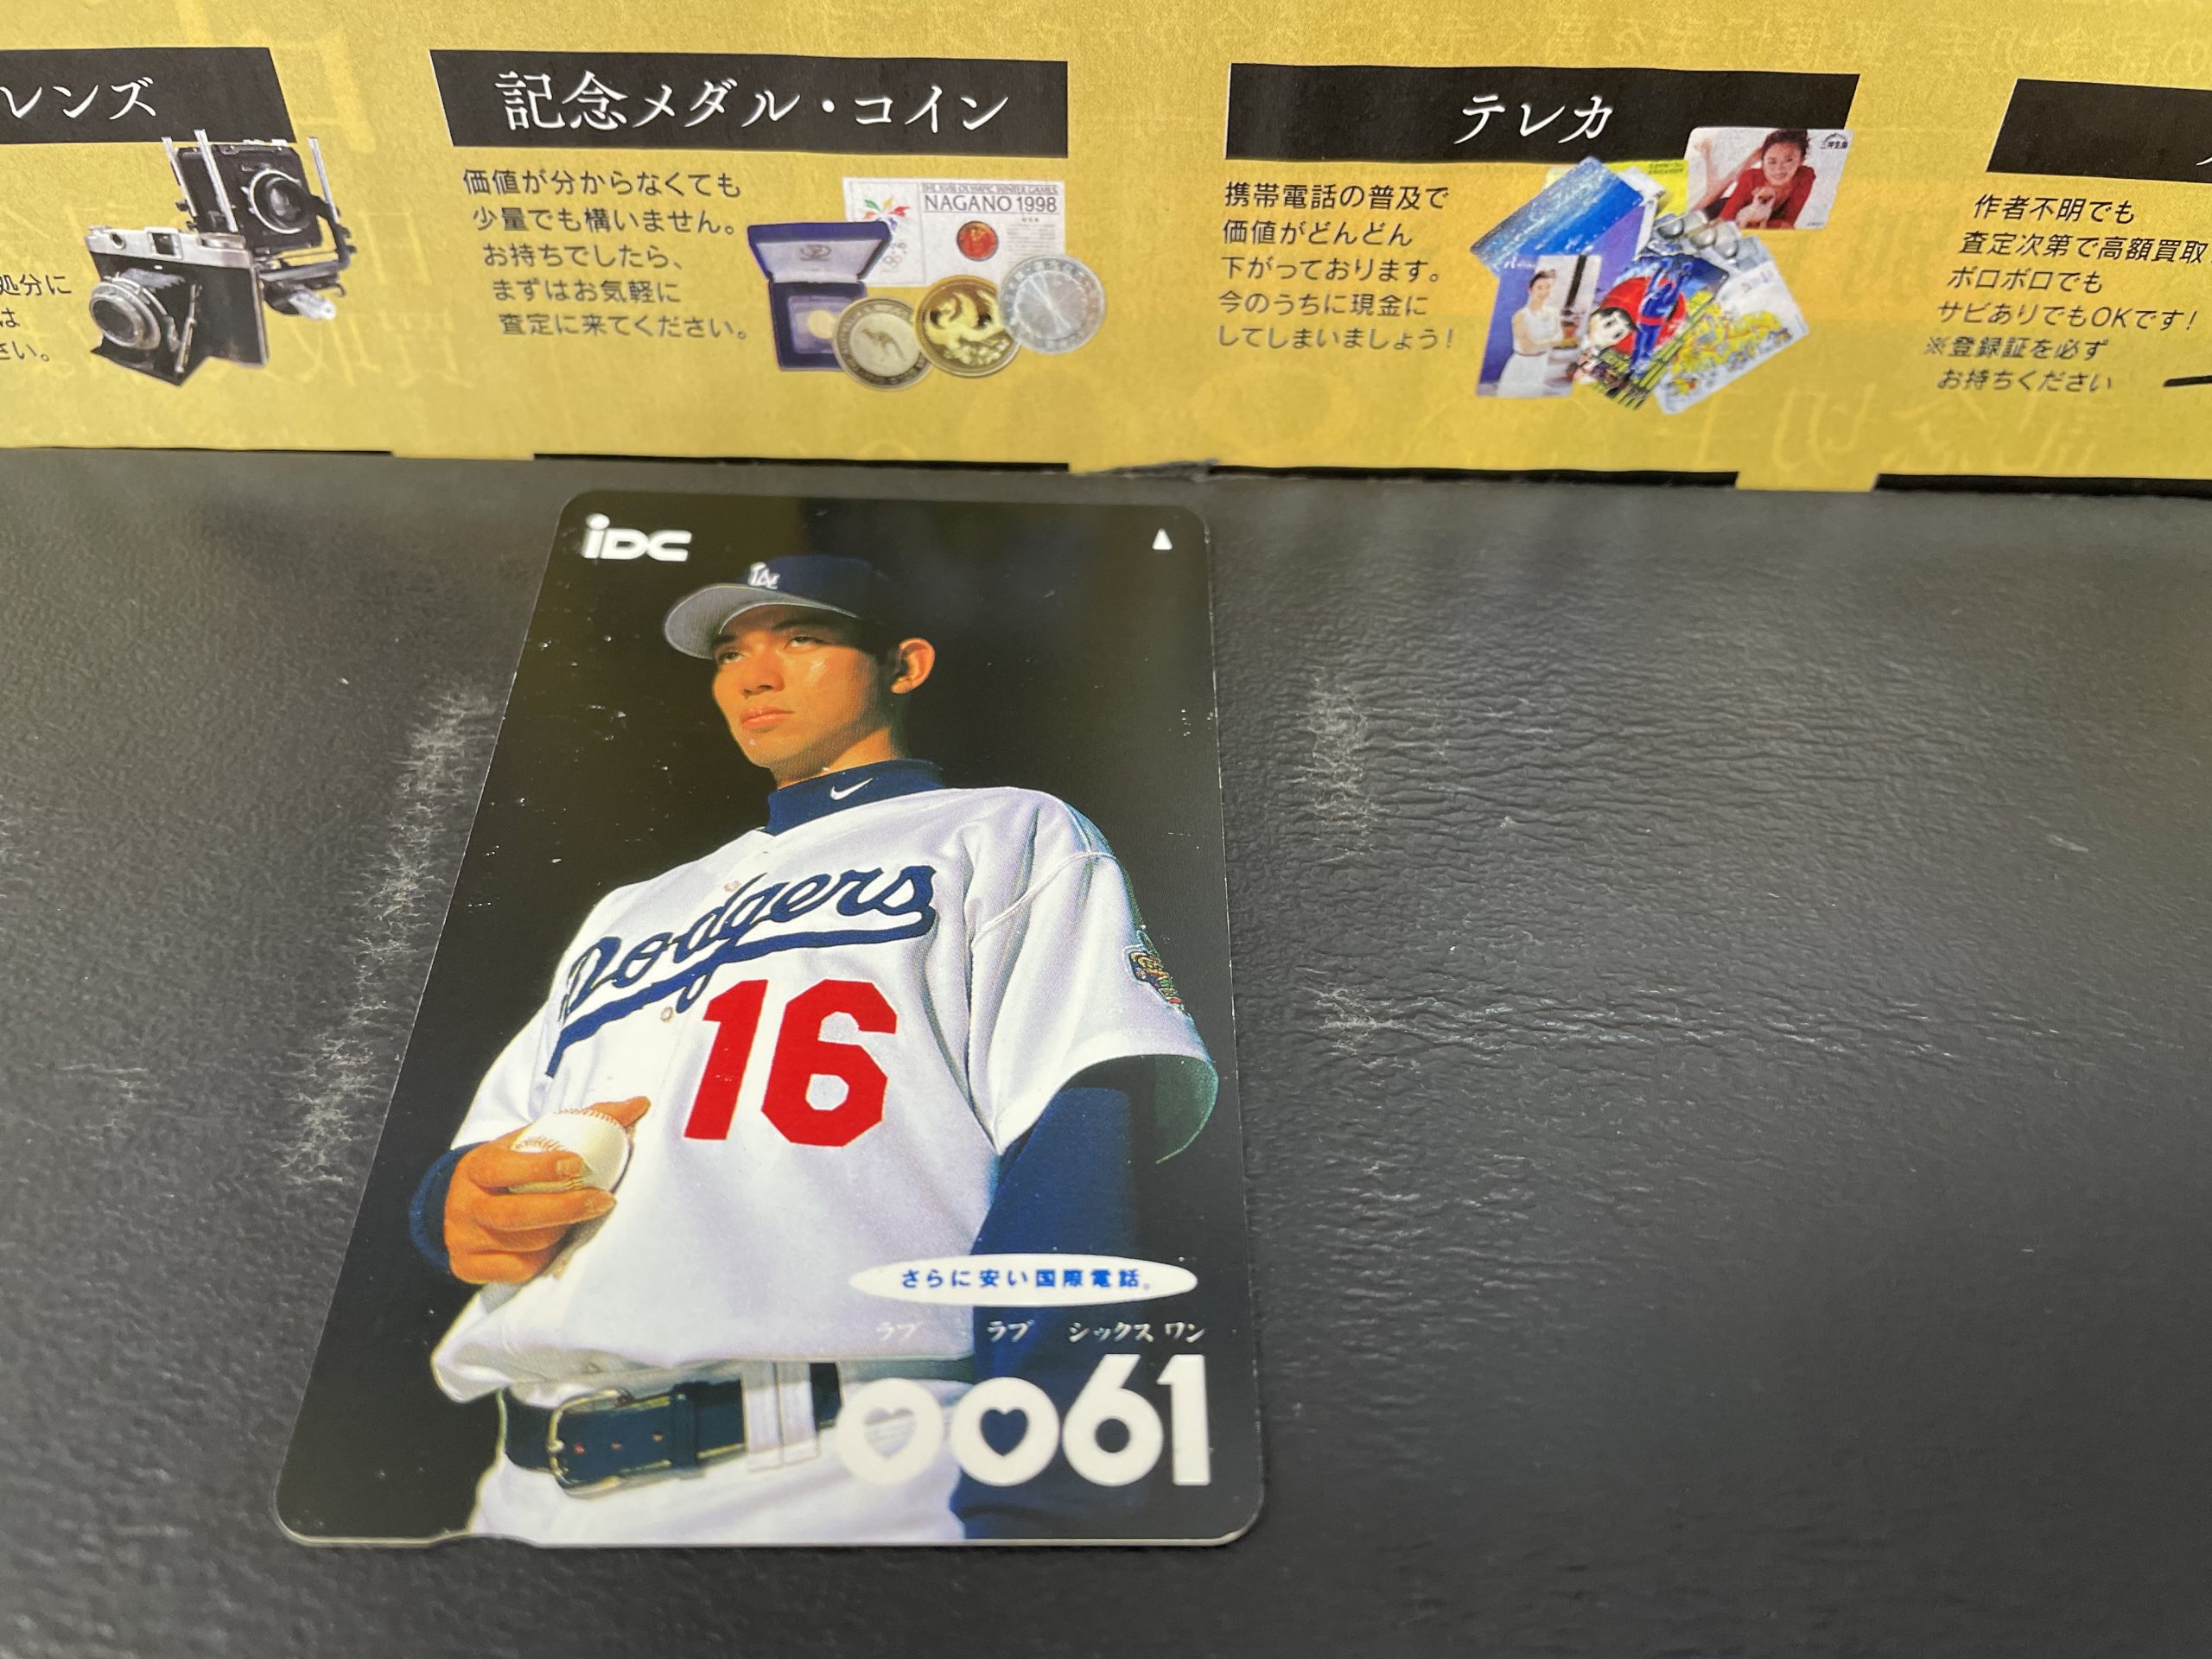 レンズ
処分に
は
さい。
記念メダル・コイン
価値が分からなくても
少量でも構いません。
お持ちでしたら、
まずはお気軽に
査定に来てください。
THE XVIII OLYMPIC WINTER GAMES
NAGANO 1998
テレカ
携帯電話の普及で
価値がどんどん
下がっております。
今のうちに現金に
してしまいましょう!
作者不明でも
査定次第で高額買取
ボロボロでも
サビありでもOKです!
※登録証を必ず
お持ちください
iDC
LA
Dodgers
16
さらに安い国際電話。
ラブ ラブ シックス ワン
0061